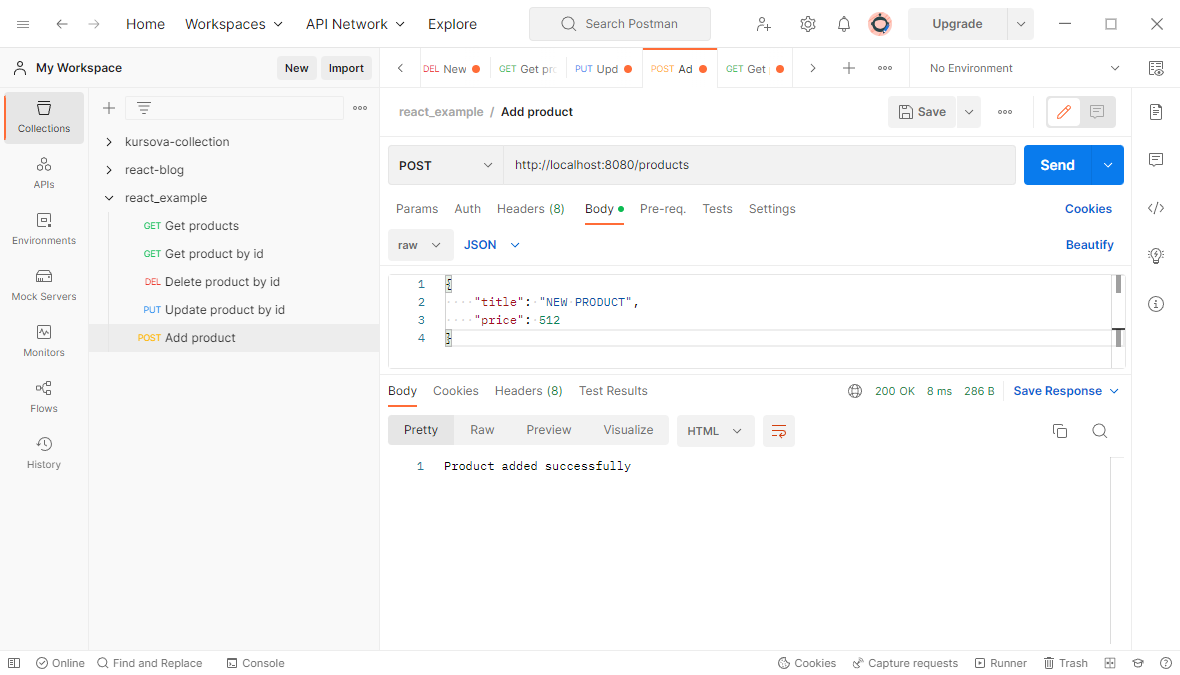 Home Workspaces API Network Explore Search Postman Upgrade
My Workspace New Import DEL New GET Get pro PUT Upd POST Ad GET Get No Environment
Collections
APIs
Environments
Mock Servers
Monitors
Flows
History
kursova-collection
react-blog
react_example
GET Get products
GET Get product by id
DEL Delete product by id
PUT Update product by id
POST Add product
react_example / Add product Save
POST http://localhost:8080/products Send
Params Auth Headers (8) Body Pre-req. Tests Settings Cookies
raw JSON Beautify
1 {
2 "title": "NEW PRODUCT",
3 "price": 512
4 }
Body Cookies Headers (8) Test Results 200 OK 8 ms 286 B Save Response
Pretty Raw Preview Visualize HTML
1 Product added successfully
Online Find and Replace Console Cookies Capture requests Runner Trash